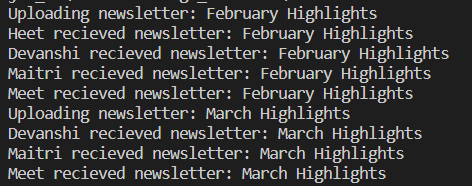 Uploading newsletter: February Highlights
Heet recieved newsletter: February Highlights
Devanshi recieved newsletter: February Highlights
Maitri recieved newsletter: February Highlights
Meet recieved newsletter: February Highlights
Uploading newsletter: March Highlights
Devanshi recieved newsletter: March Highlights
Maitri recieved newsletter: March Highlights
Meet recieved newsletter: March Highlights